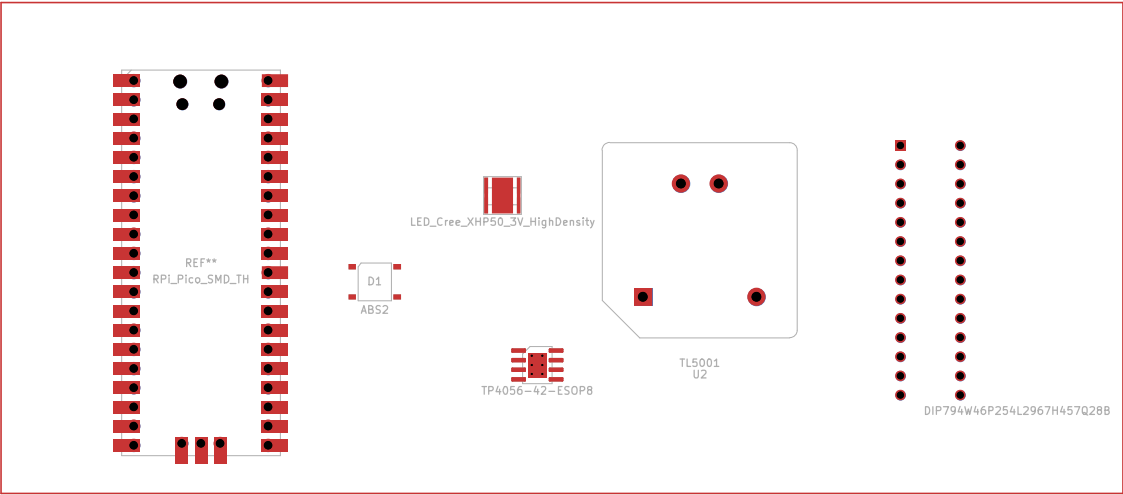 REF**
RPi_Pico_SMD_TH
LED_Cree_XHP50_3V_HighDensity
D1
ABS2
TP4056-42-ESOP8
TL5001
U2
DIP794W46P254L2967H457Q28B